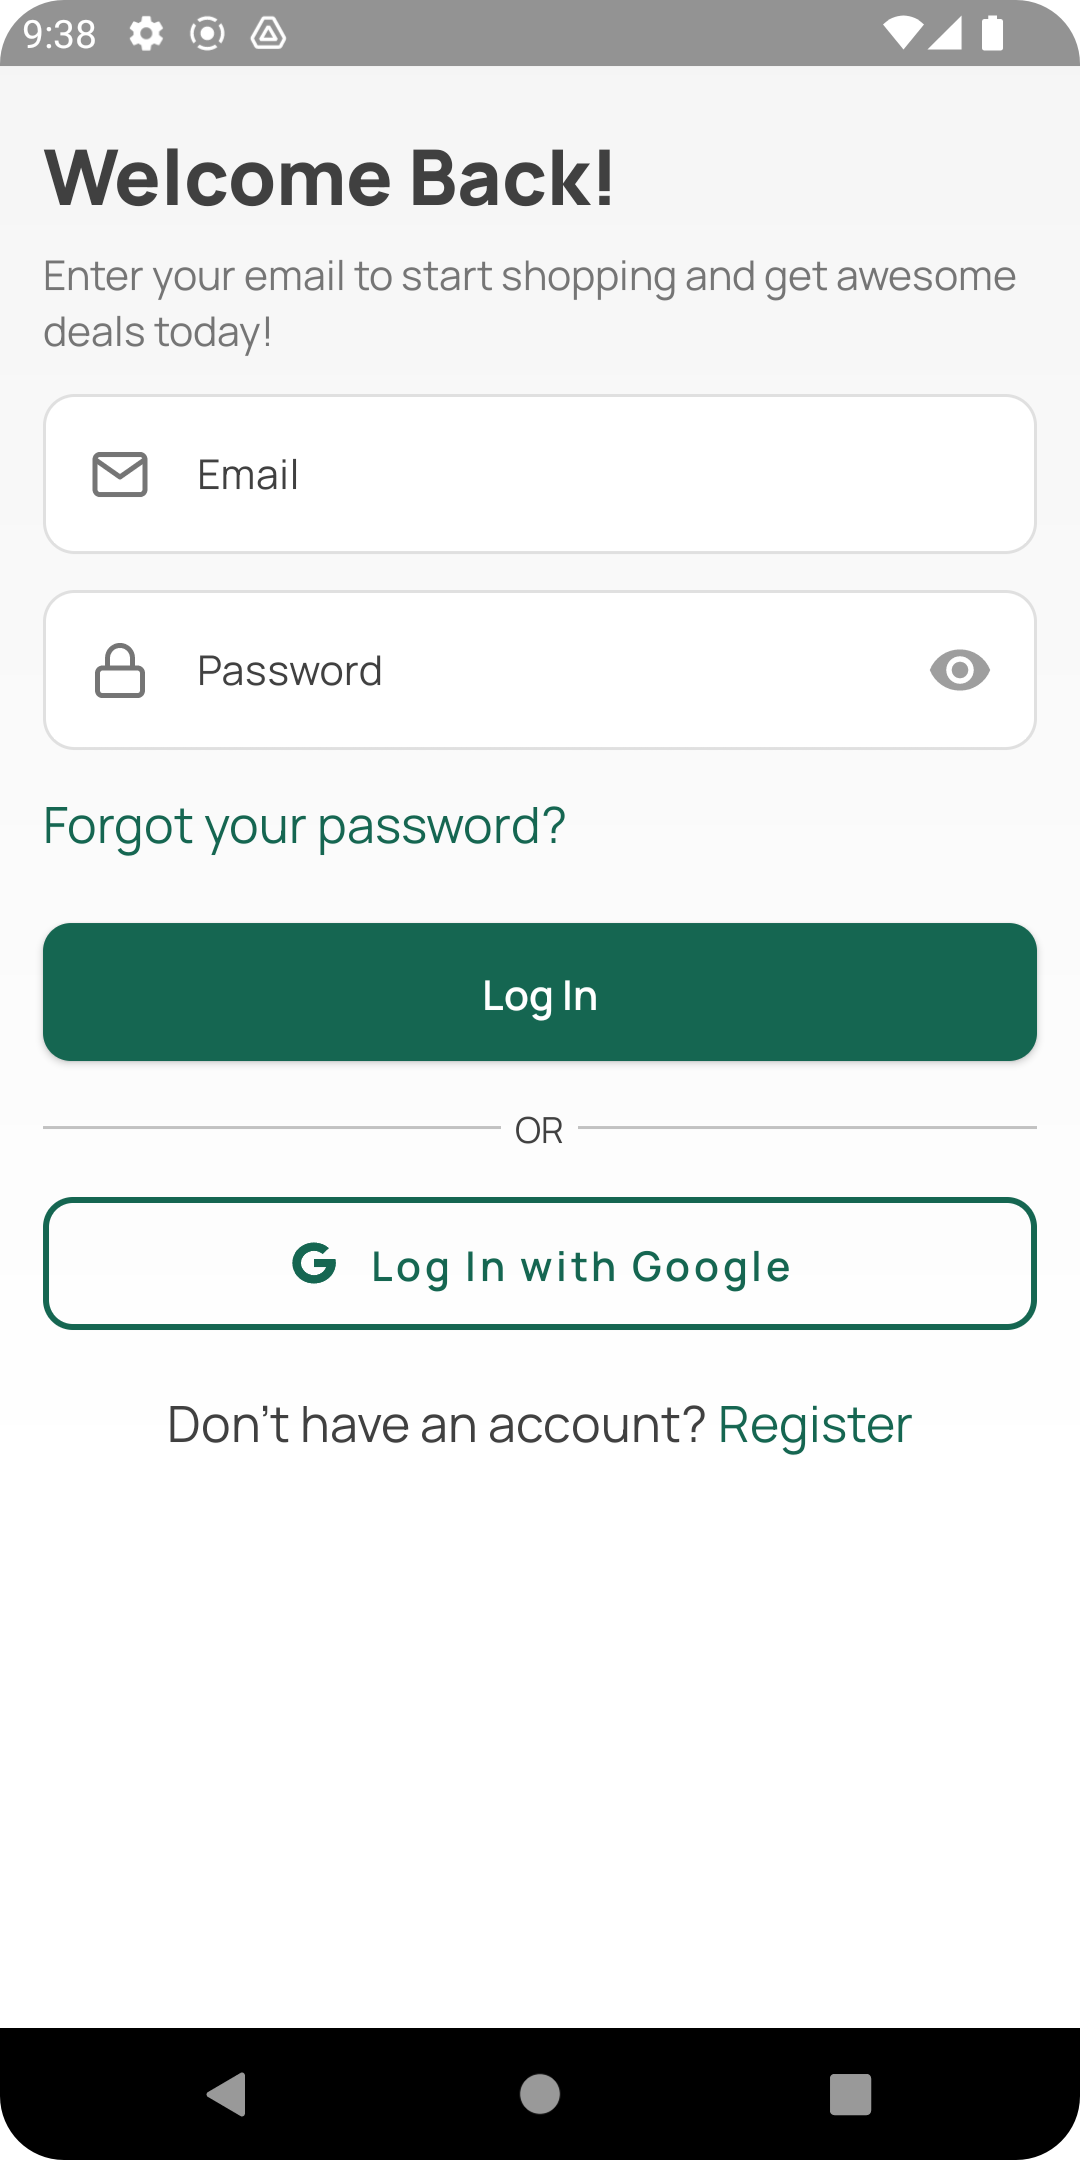 9:38
Welcome Back!
Enter your email to start shopping and get awesome
deals today!
Email
Password
Forgot your password?
Log In
OR
Log In with Google
Don't have an account? Register